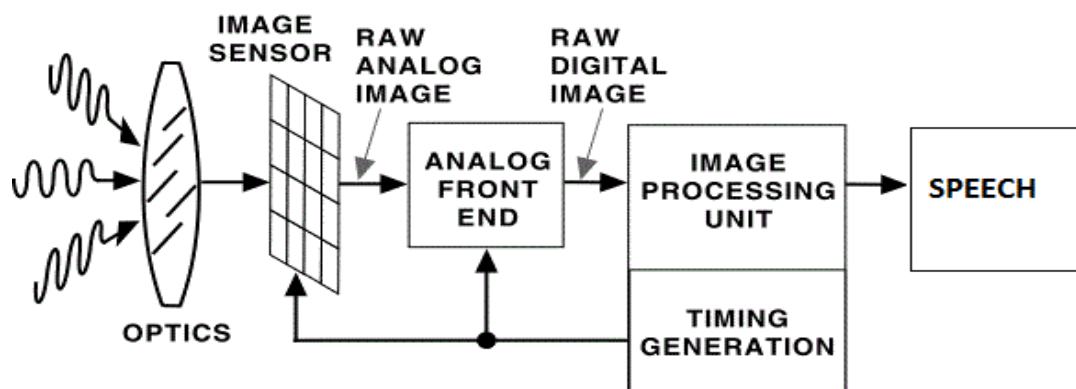 IMAGE
SENSOR
RAW
ANALOG
IMAGE
RAW
DIGITAL
IMAGE
ANALOG
FRONT
END
IMAGE
PROCESSING
UNIT
SPEECH
OPTICS
TIMING
GENERATION